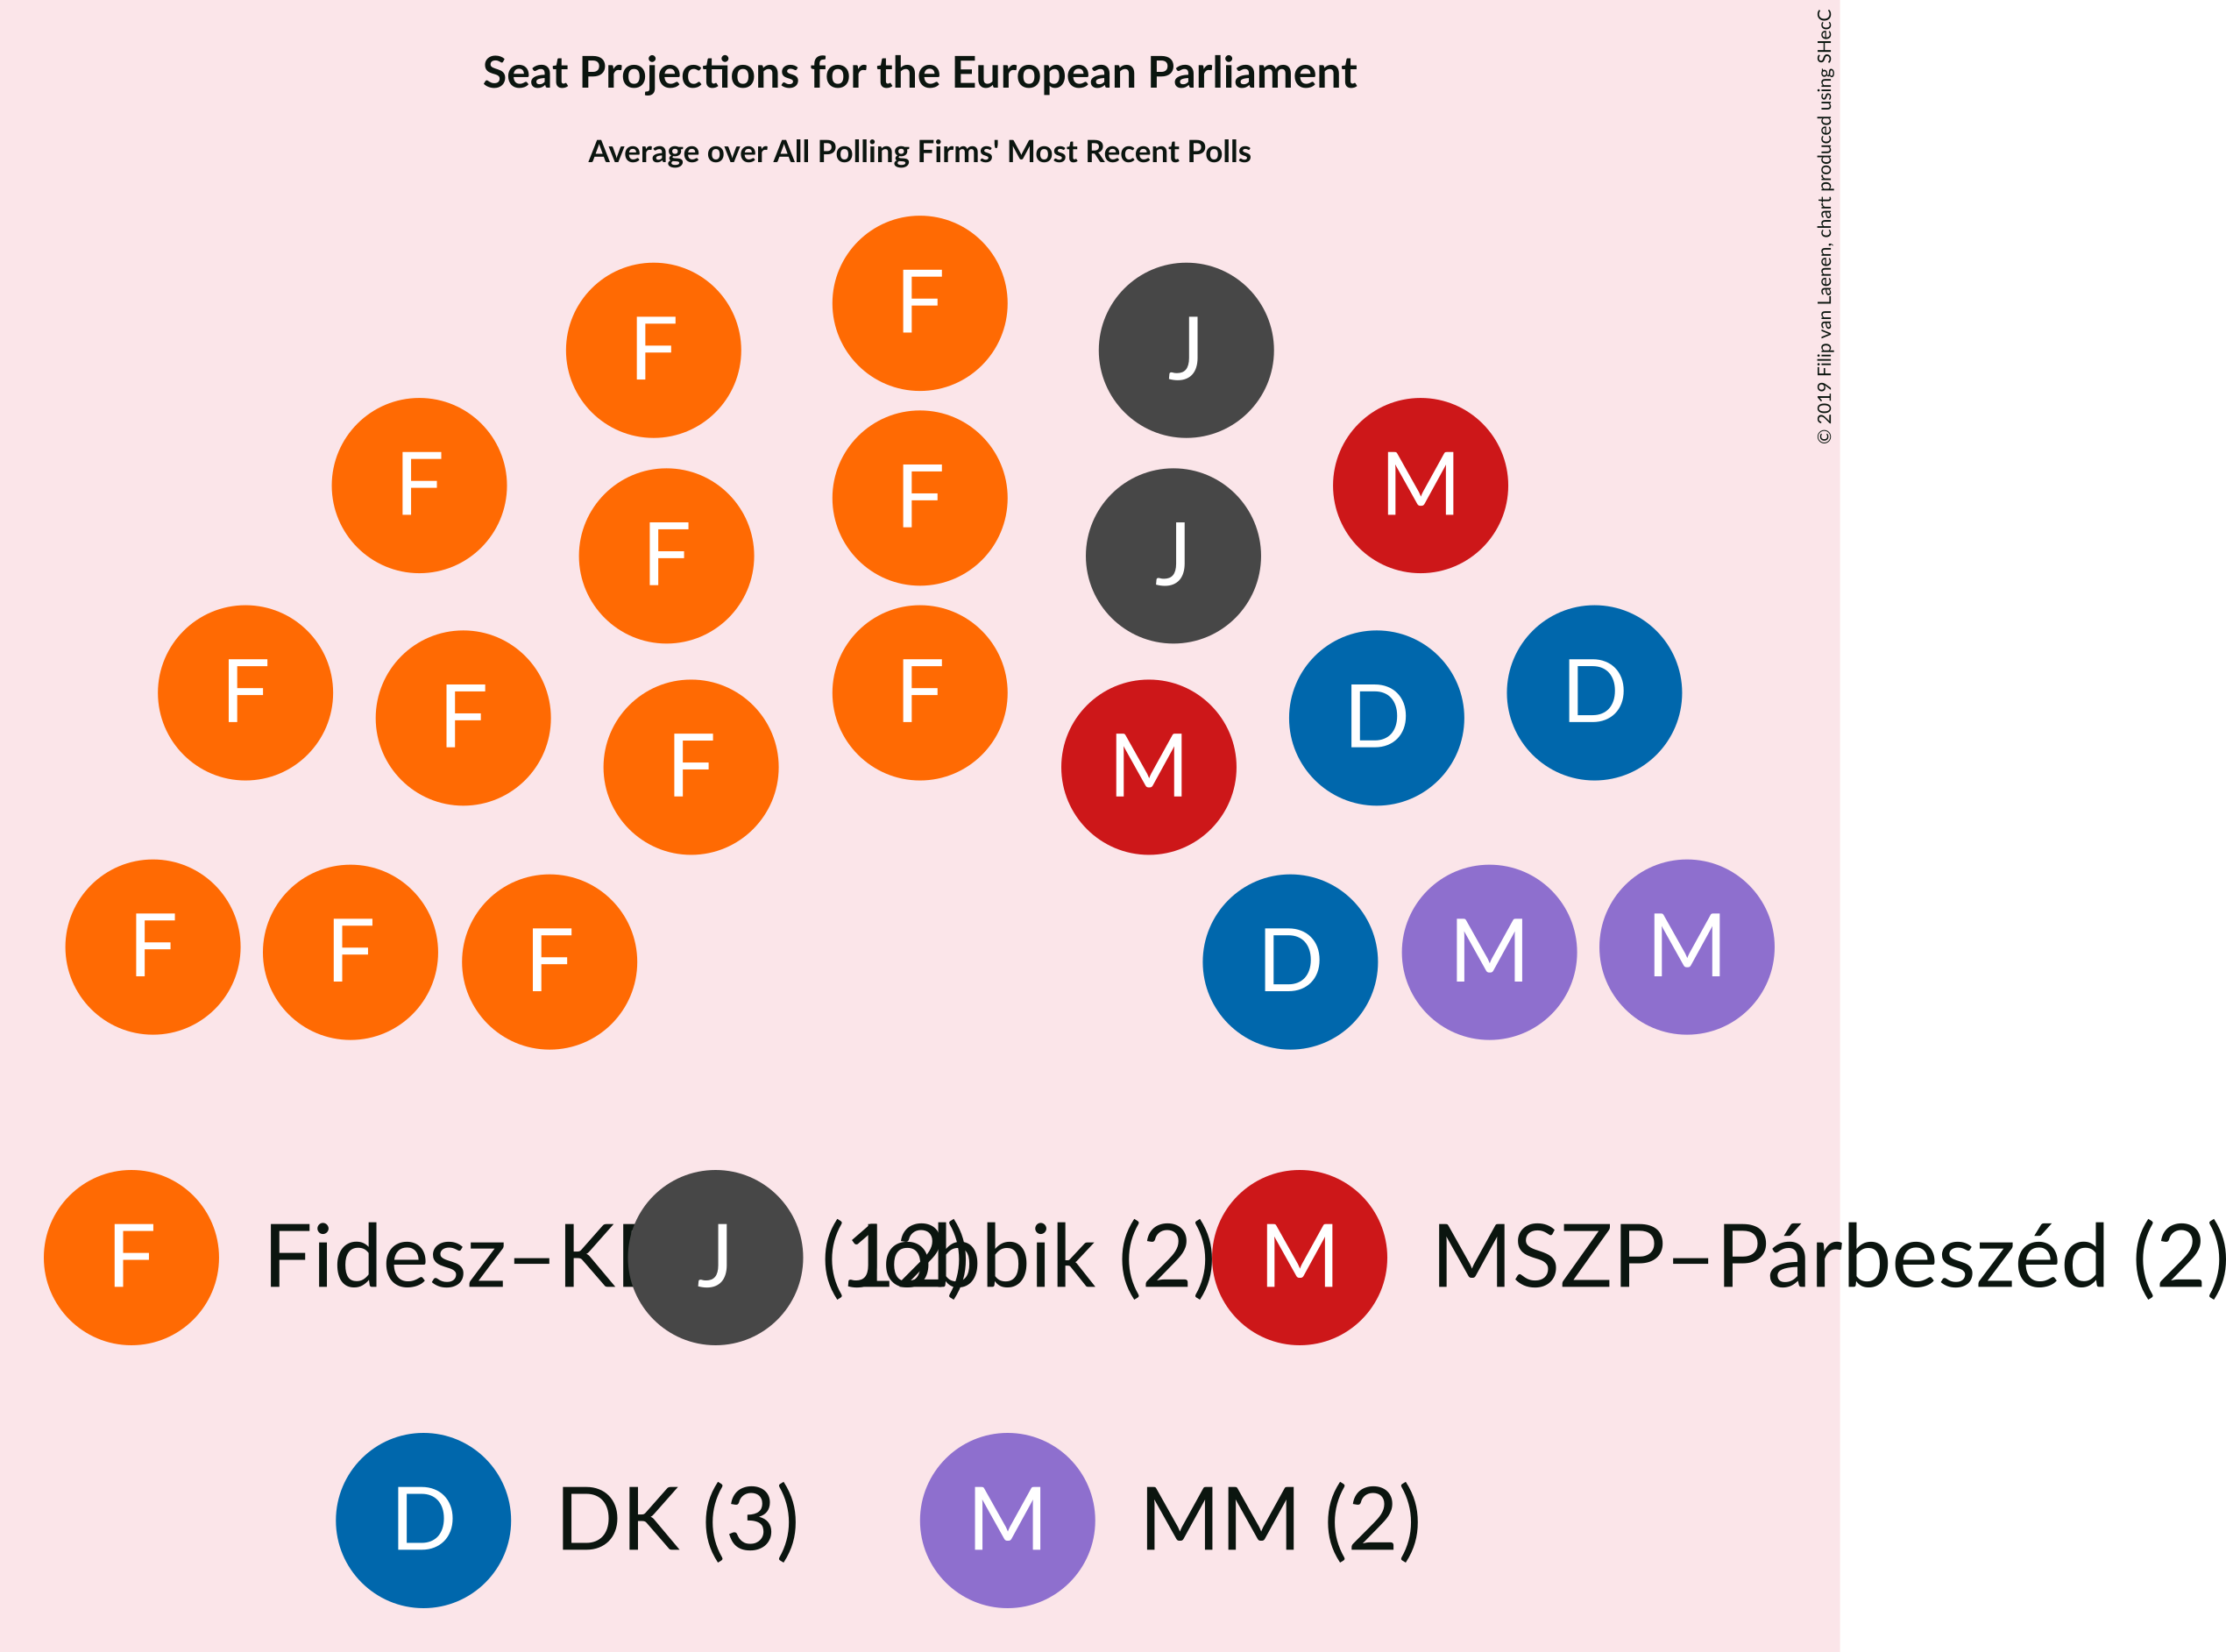 Seat Projections for the European Parliament
Average over All Polling Firms' Most Recent Polls
© 2019 Filip van Laenen, chart produced using SHecC
F
F
J
F
M
F
F
J
F
D
D
F
F
F
M
F
F
F
D
M
M
F Fidesz–K (12) J Jobbik (2) M MSZP–Párbeszéd (2)
D DK (3) M MM (2)